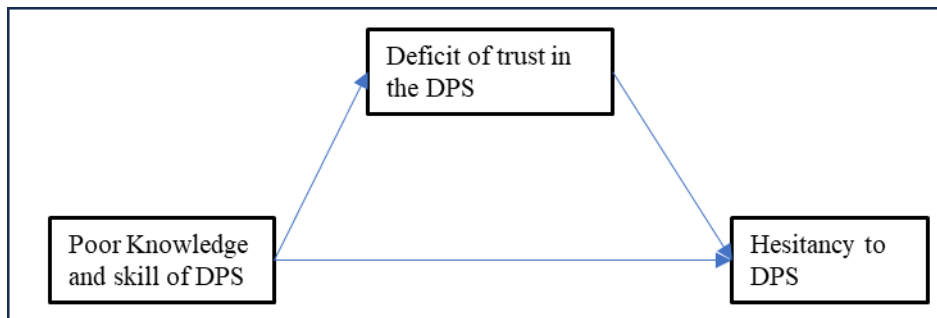 Deficit of trust in
the DPS
Poor Knowledge
and skill of DPS
Hesitancy to
DPS